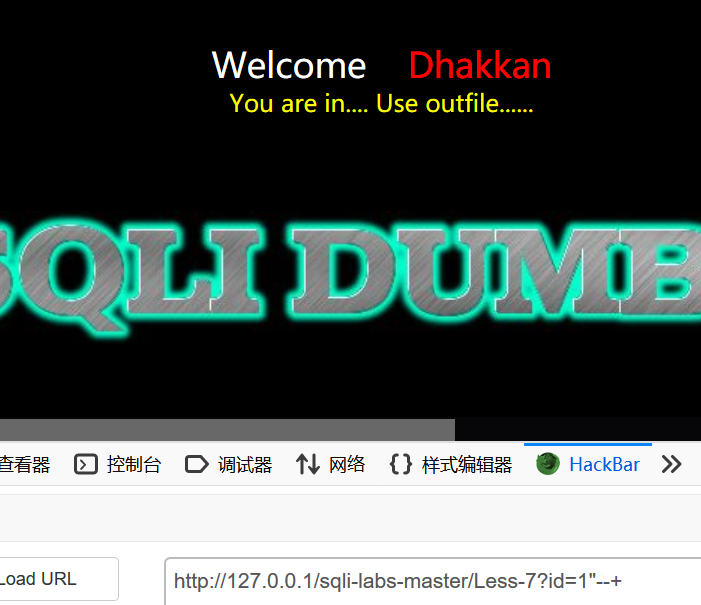 Welcome Dhakkan
You are in.... Use outfile......
SQLI DUMB
查看器 控制台 调试器 网络 样式编辑器 HackBar
Load URL
http://127.0.0.1/sqli-labs-master/Less-7?id=1"--+